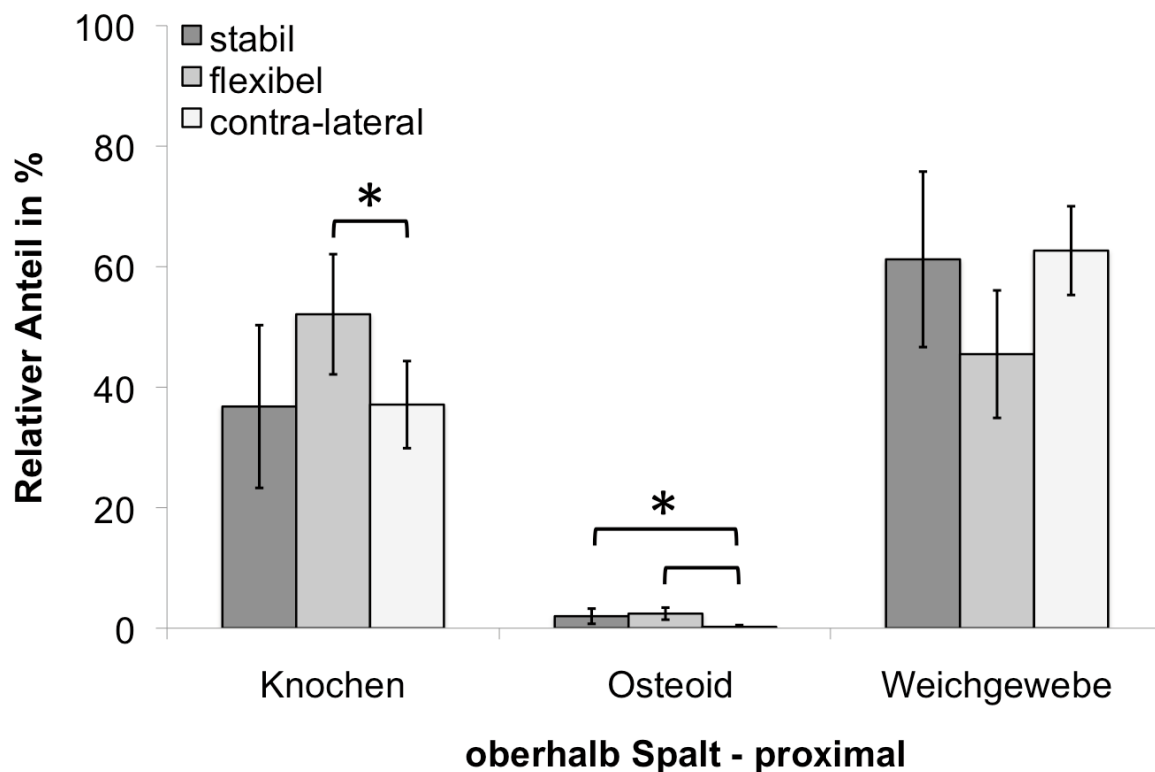 100
80
60
40
20
0
Relativer Anteil in %
stabil
flexibel
contra-lateral
*
*
Knochen Osteoid Weichgewebe
oberhalb Spalt - proximal